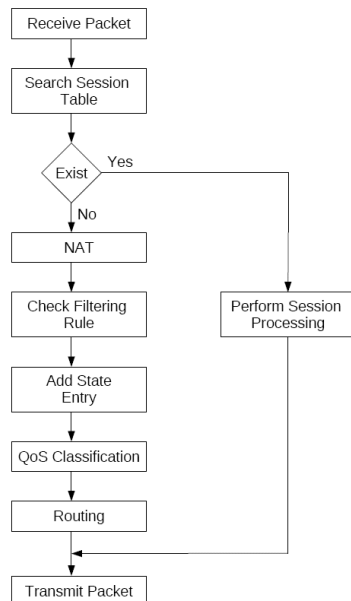 Receive Packet
Search Session
Table
Exist
Yes
No
NAT
Check Filtering
Rule
Perform Session
Processing
Add State
Entry
QoS Classification
Routing
Transmit Packet